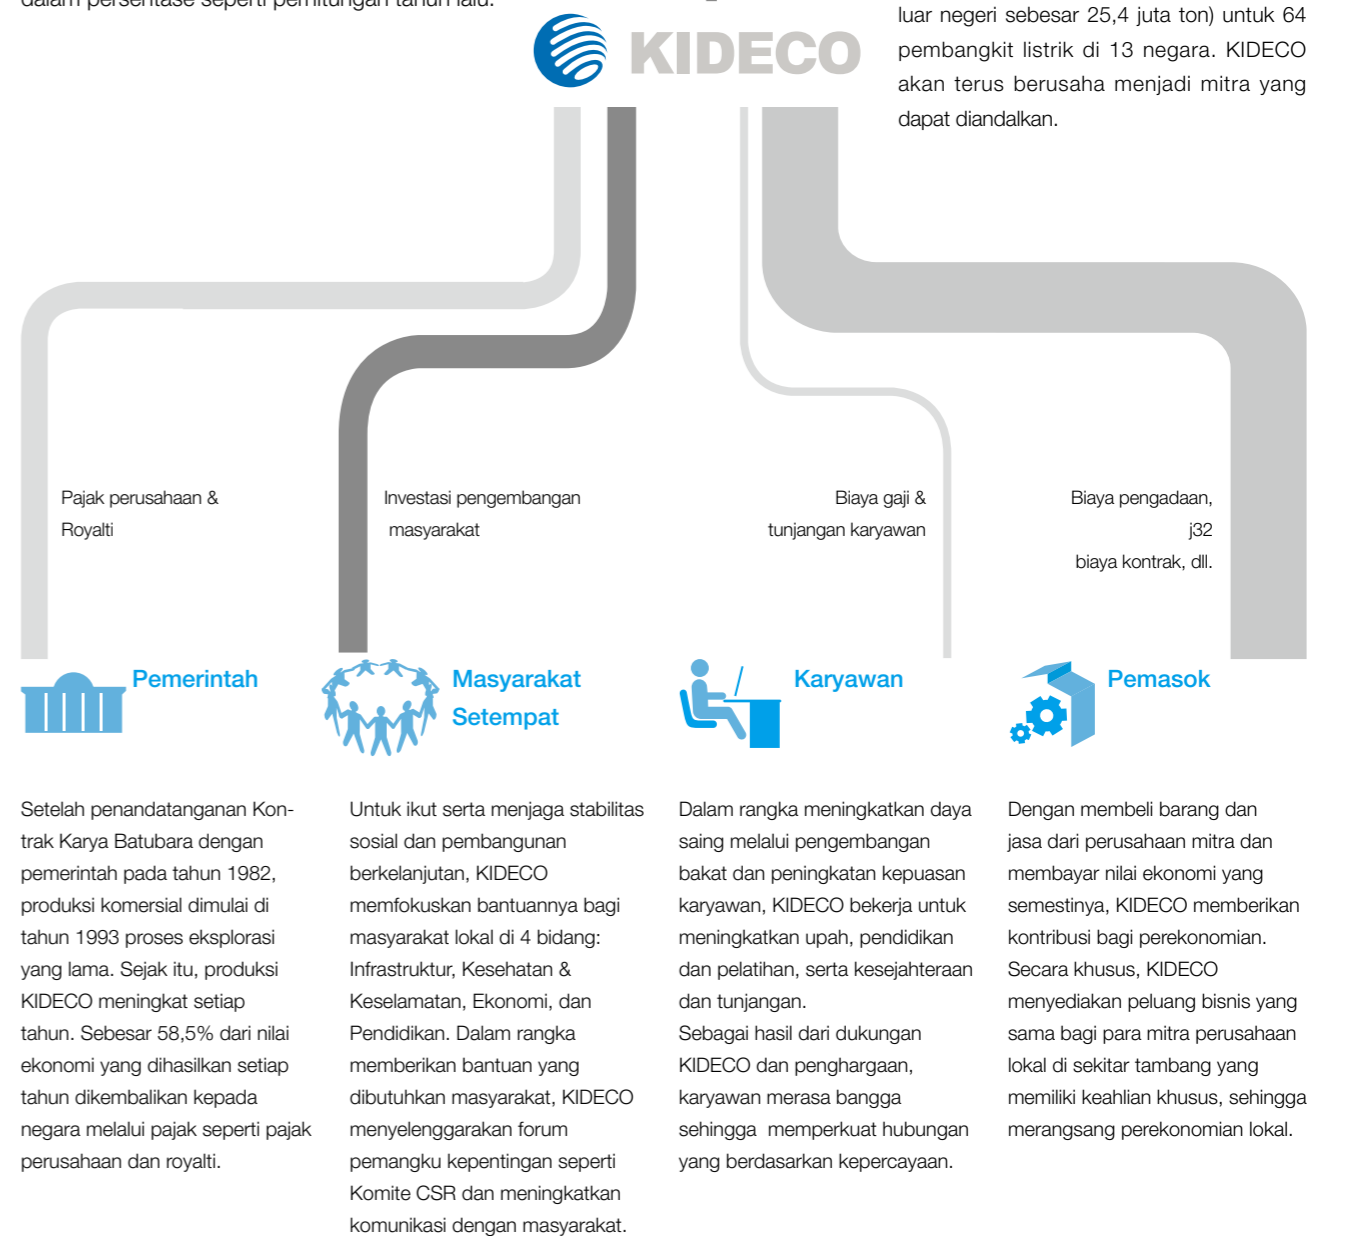 dalam persentase seperti perhitungan tahun lalu.
KIDECO
luar negeri sebesar 25,4 juta ton) untuk 64
pembangkit listrik di 13 negara. KIDECO
akan terus berusaha menjadi mitra yang
dapat diandalkan.
Pajak perusahaan &
Royalti
Investasi pengembangan
masyarakat
Biaya gaji &
tunjangan karyawan
Biaya pengadaan,
j32
biaya kontrak, dll.
Pemerintah
Setelah penandatanganan Kon-
trak Karya Batubara dengan
pemerintah pada tahun 1982,
produksi komersial dimulai di
tahun 1993 proses eksplorasi
yang lama. Sejak itu, produksi
KIDECO meningkat setiap
tahun. Sebesar 58,5% dari nilai
ekonomi yang dihasilkan setiap
tahun dikembalikan kepada
negara melalui pajak seperti pajak
perusahaan dan royalti.
Masyarakat
Setempat
Untuk ikut serta menjaga stabilitas
sosial dan pembangunan
berkelanjutan, KIDECO
memfokuskan bantuannya bagi
masyarakat lokal di 4 bidang:
Infrastruktur, Kesehatan &
Keselamatan, Ekonomi, dan
Pendidikan. Dalam rangka
memberikan bantuan yang
dibutuhkan masyarakat, KIDECO
menyelenggarakan forum
pemangku kepentingan seperti
Komite CSR dan meningkatkan
komunikasi dengan masyarakat.
Karyawan
Dalam rangka meningkatkan daya
saing melalui pengembangan
bakat dan peningkatan kepuasan
karyawan, KIDECO bekerja untuk
meningkatkan upah, pendidikan
dan pelatihan, serta kesejahteraan
dan tunjangan.
Sebagai hasil dari dukungan
KIDECO dan penghargaan,
karyawan merasa bangga
sehingga  memperkuat hubungan
yang berdasarkan kepercayaan.
Pemasok
Dengan membeli barang dan
jasa dari perusahaan mitra dan
membayar nilai ekonomi yang
semestinya, KIDECO memberikan
kontribusi bagi perekonomian.
Secara khusus, KIDECO
menyediakan peluang bisnis yang
sama bagi para mitra perusahaan
lokal di sekitar tambang yang
memiliki keahlian khusus, sehingga
merangsang perekonomian lokal.